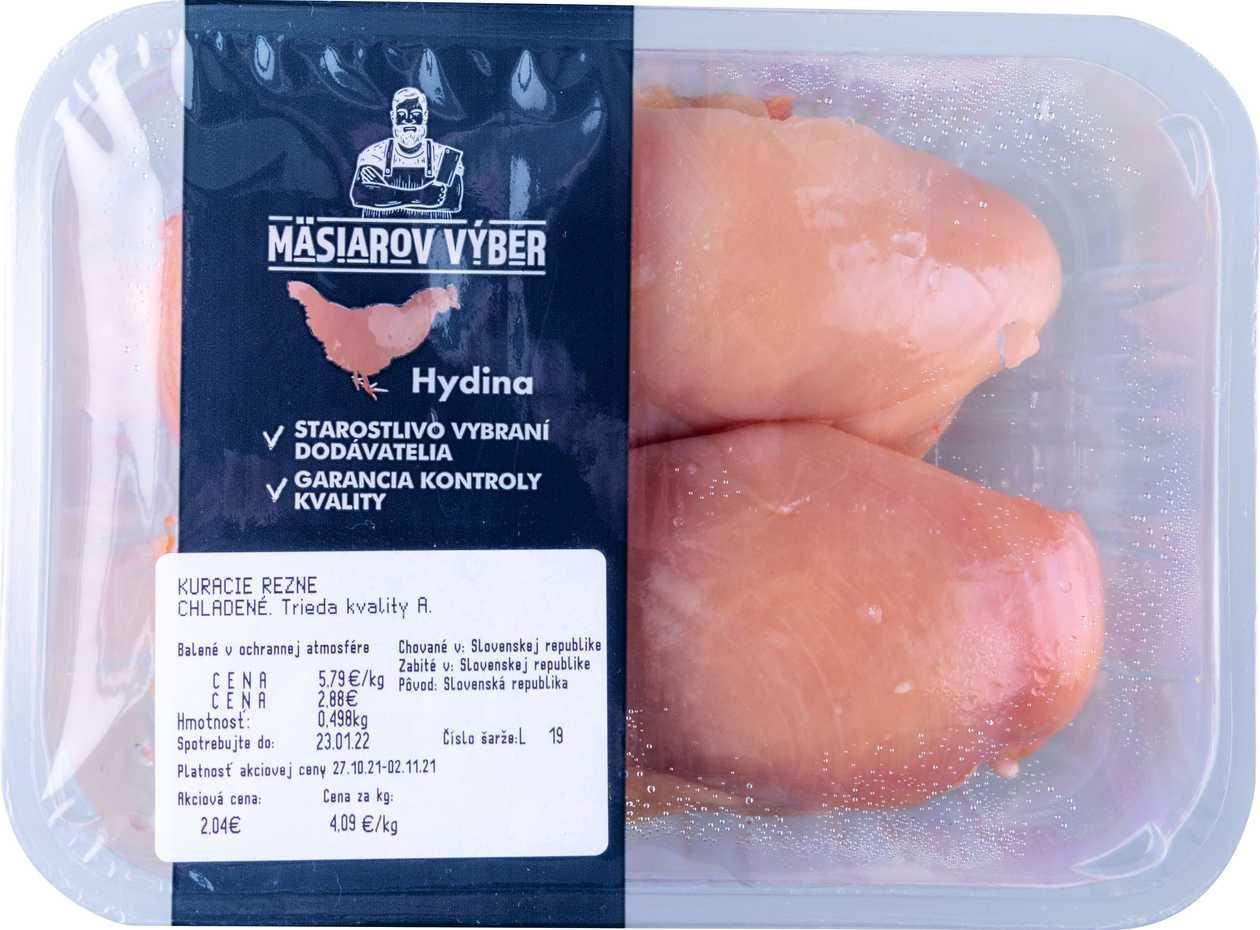 MÄSIAROV VÝBER
Hydina
STAROSTLIVO VYBRANÍ
DODÁVATELIA
GARANCIA KONTROLY
KVALITY
KURACIE REZNE
CHLADENÉ. Trieda kvality A.
Balené v ochrannej atmosfére
Chované v: Slovenskej republike
Zabité v: Slovenskej republike
CENA 5,79€/kg
Pôvod: Slovenská republika
CENA 2,88€
Hmotnosť: 0,498kg
Spotrebujte do: 23.01.22
Číslo šarže:L 19
Platnosť akciovej ceny 27.10.21-02.11.21
Akciová cena: Cena za kg:
2,04€ 4,09 €/kg